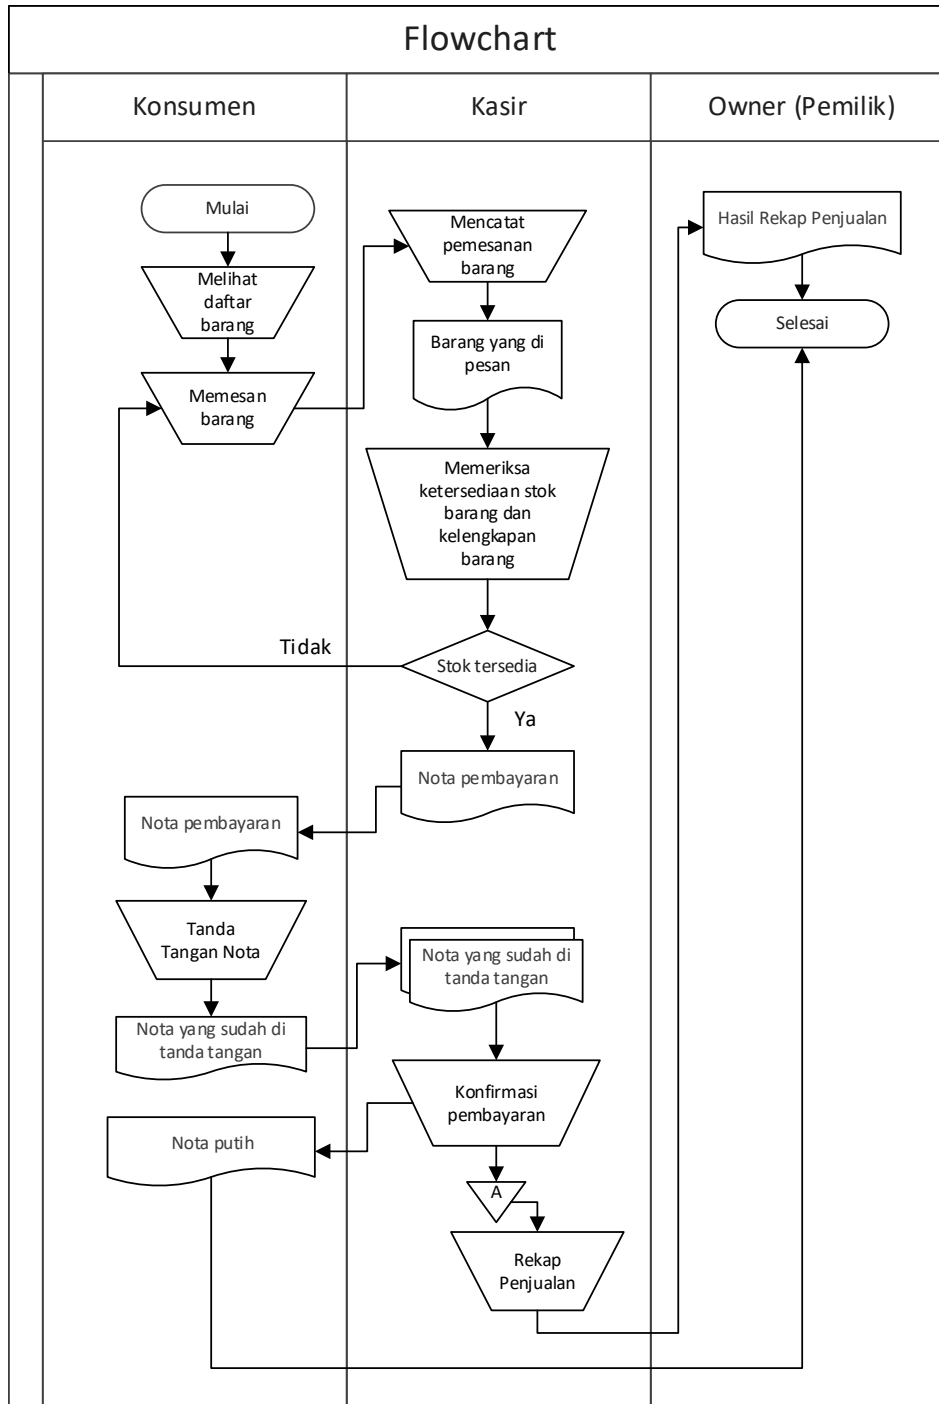 Flowchart
Konsumen
Kasir
Owner (Pemilik)
Mulai
Melihat
daftar
barang
Memesan
barang
Mencatat
pemesanan
barang
Barang yang di
pesan
Memeriksa
ketersediaan stok
barang dan
kelengkapan
barang
Stok tersedia
Tidak
Ya
Nota pembayaran
Nota pembayaran
Tanda
Tangan Nota
Nota yang sudah di
tanda tangan
Nota yang sudah di
tanda tangan
Konfirmasi
pembayaran
Nota putih
A
Rekap
Penjualan
Hasil Rekap Penjualan
Selesai